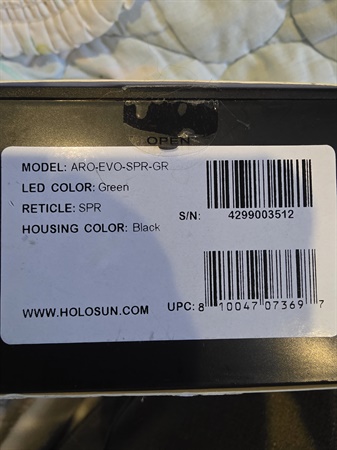 OPEN
MODEL: ARO-EVO-SPR-GR
LED COLOR: Green
RETICLE: SPR
S/N: 4299003512
HOUSING COLOR: Black
WWW.HOLOSUN.COM
UPC: 8 10047 07369 7